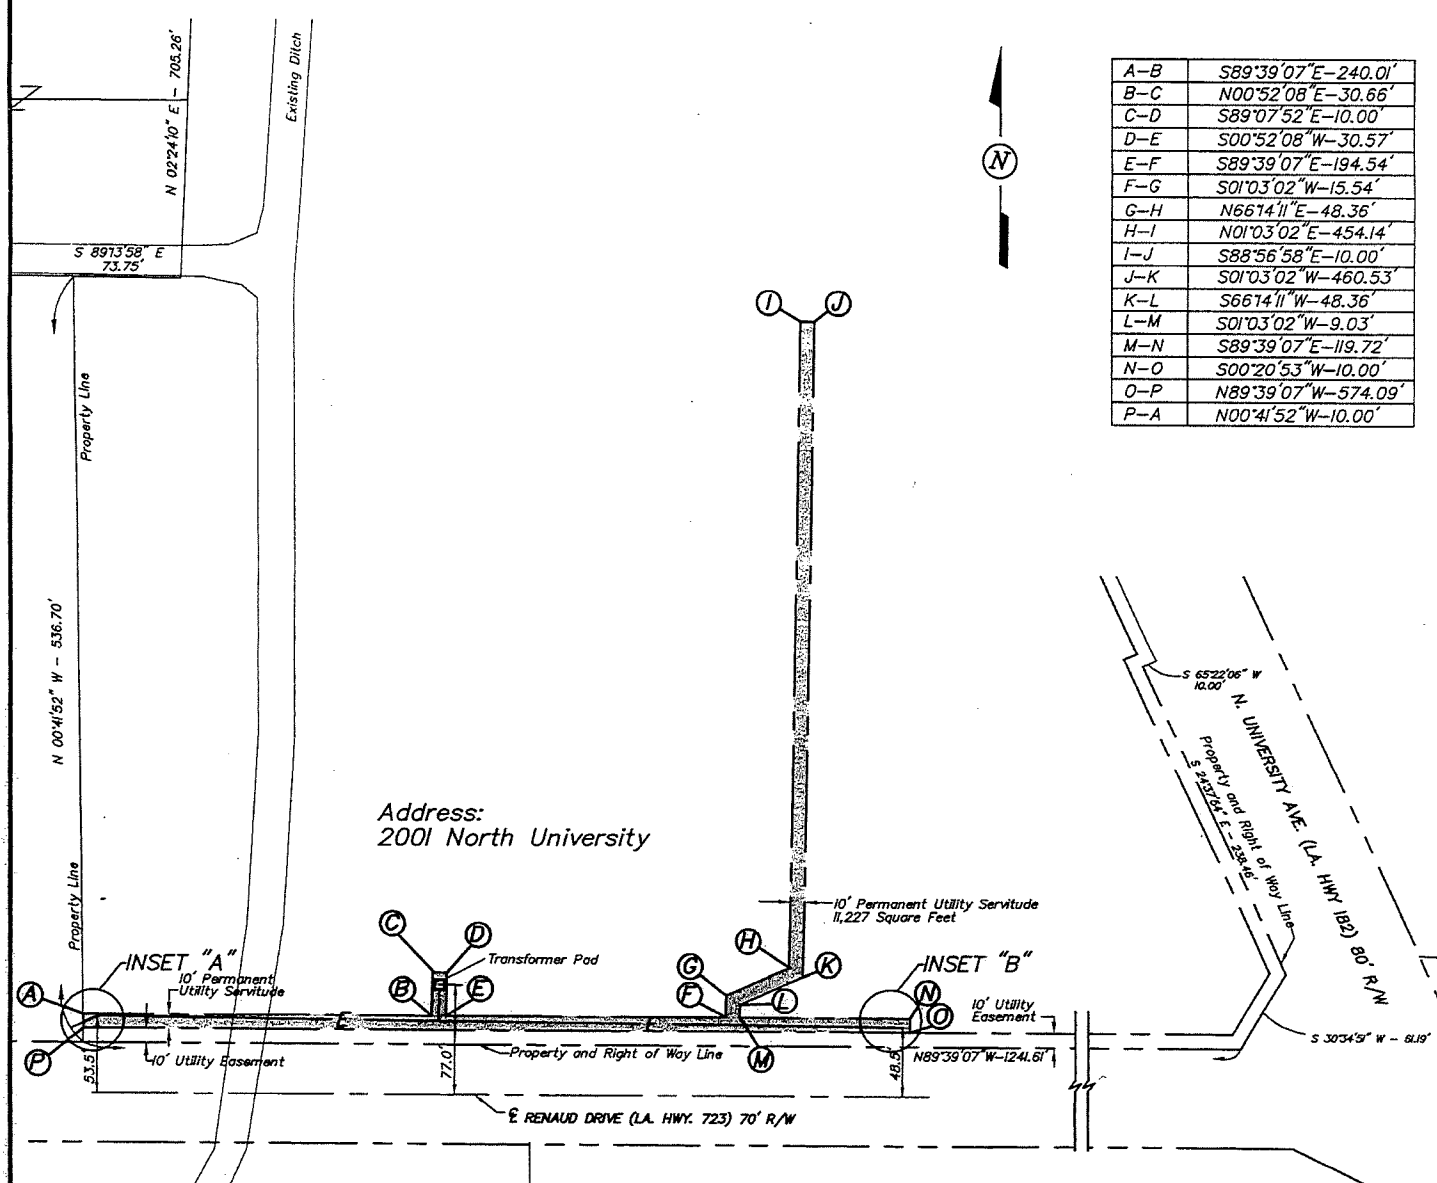 N 02°24'10" E - 705.26'
Existing Ditch
S 89°13'58" E
73.75'
N
A-B S89°39'07"E-240.01'
B-C N00°52'08"E-30.66'
C-D S89°07'52"E-10.00'
D-E S00°52'08"W-30.57'
E-F S89°39'07"E-194.54'
F-G S01°03'02"W-15.54'
G-H N66°14'11"E-48.36'
H-I N01°03'02"E-454.14'
I-J S88°56'58"E-10.00'
J-K S01°03'02"W-460.53'
K-L S66°14'11"W-48.36'
L-M S01°03'02"W-9.03'
M-N S89°39'07"E-119.72'
N-O S00°20'53"W-10.00'
O-P N89°39'07"W-574.09'
P-A N00°41'52"W-10.00'
I
J
Property Line
N 00°41'52" W - 536.70'
Property Line
Address:
2001 North University
S 65°22'06" W
10.00'
N. UNIVERSITY AVE. (LA. HWY 182) 80' R/W
Property and Right of Way Line
S 24°37'54" E - 238.46'
10' Permanent Utility Servitude
11,227 Square Feet
C
D
Transformer Pad
H
G
K
INSET "A"
10' Permanent
Utility Servitude
INSET "B"
A
B
E
F
L
N
O
10' Utility
Easement
E
E
P
M
53.5'
10' Utility Easement
77.0'
Property and Right of Way Line
48.5'
N89°39'07"W-1241.61'
S 30°34'51" W - 61.19'
℄ RENAUD DRIVE (LA. HWY. 723) 70' R/W